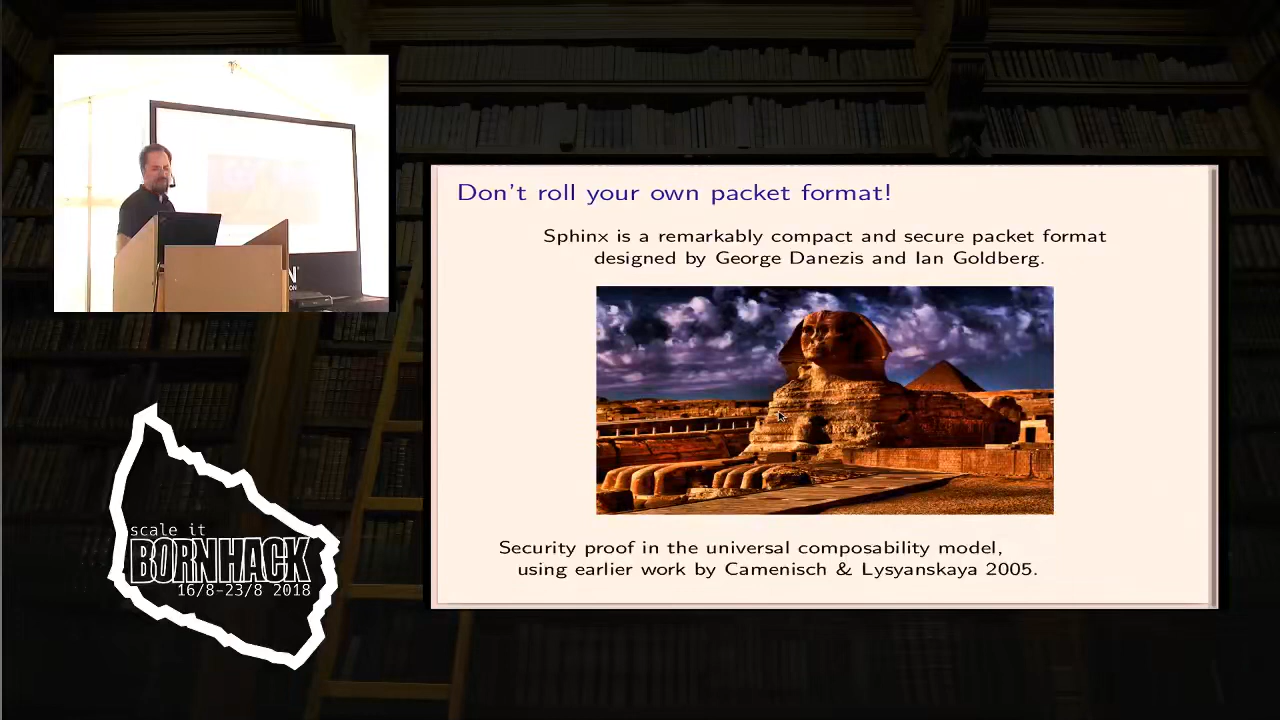 Don't roll your own packet format!
Sphinx is a remarkably compact and secure packet format
designed by George Danezis and Ian Goldberg.
Security proof in the universal composability model,
using earlier work by Camenisch & Lysyanskaya 2005.
scale it
BORNHACK
16/8-23/8 2018